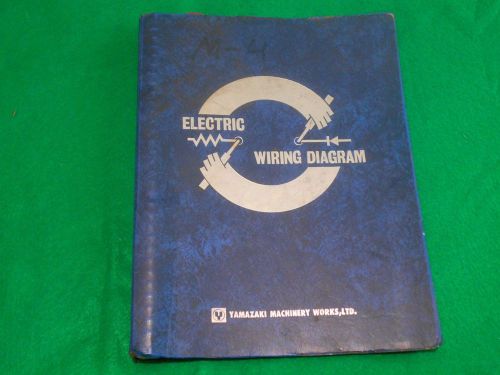 M-4
ELECTRIC
WIRING DIAGRAM
YAMAZAKI MACHINERY WORKS,LTD.